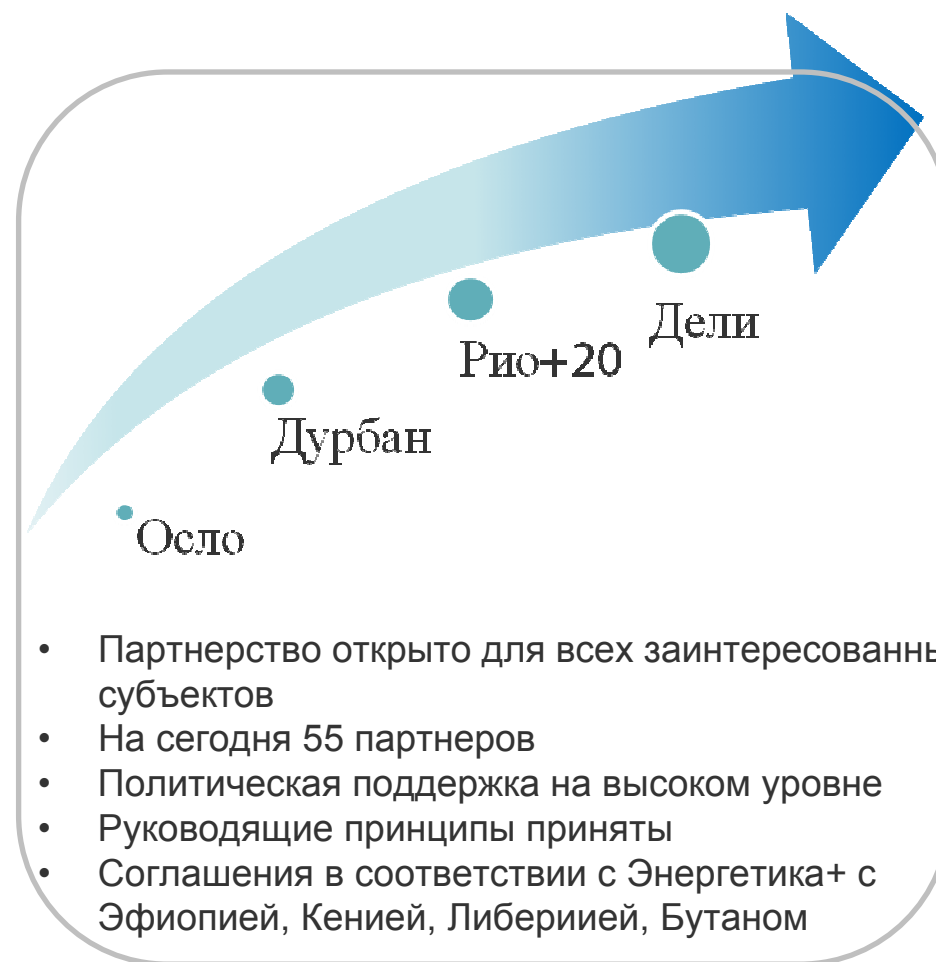 Дели
Рио+20
Дурбан
Осло
• Партнерство открыто для всех заинтересованны
субъектов
• На сегодня 55 партнеров
• Политическая поддержка на высоком уровне
• Руководящие принципы приняты
• Соглашения в соответствии с Энергетика+ с
Эфиопией, Кенией, Либериией, Бутаном